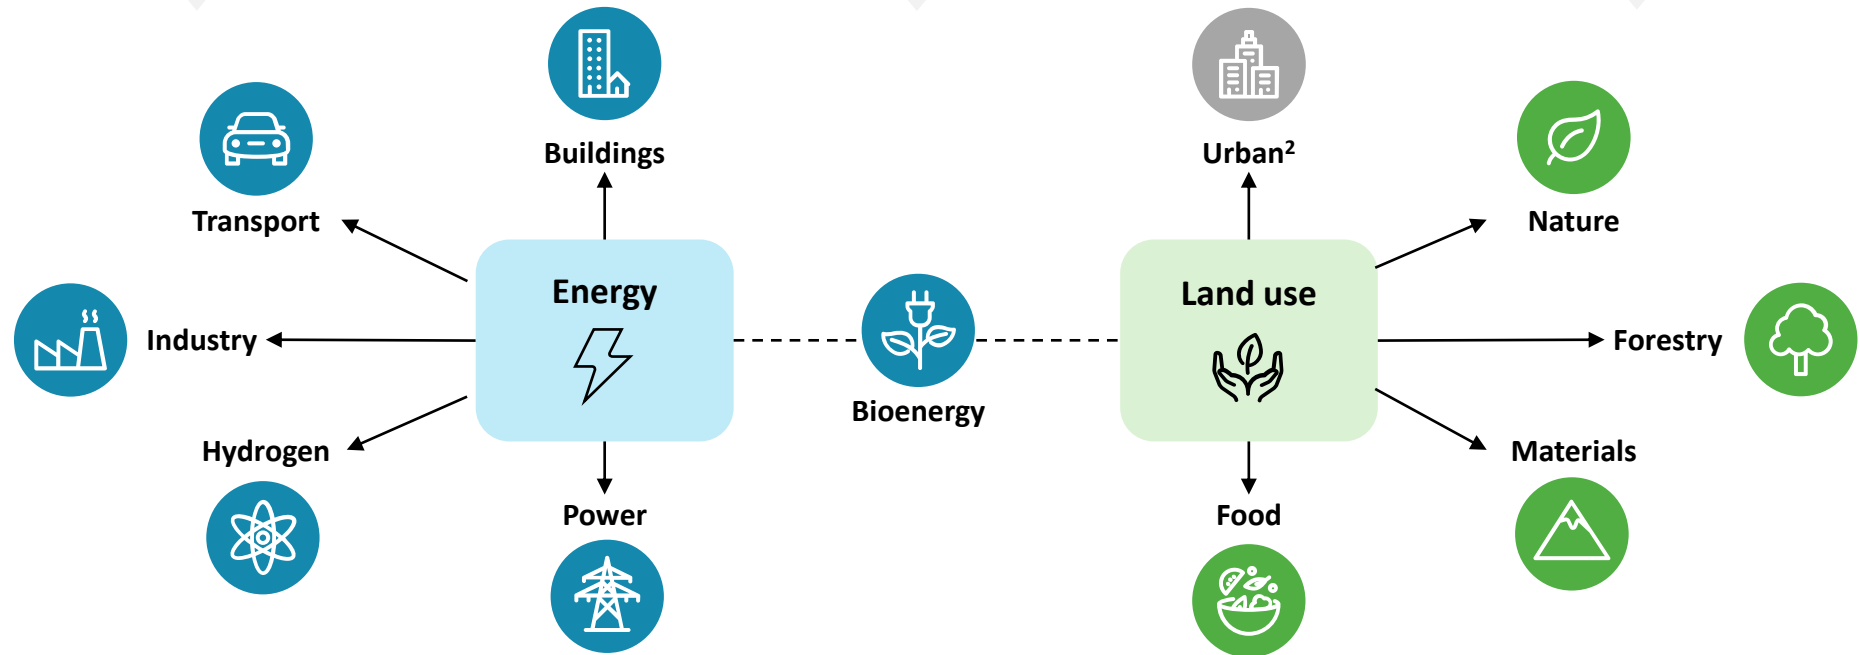 Buildings
Urban²
Transport
Nature
Energy
Land use
Industry
Forestry
Bioenergy
Hydrogen
Materials
Power
Food